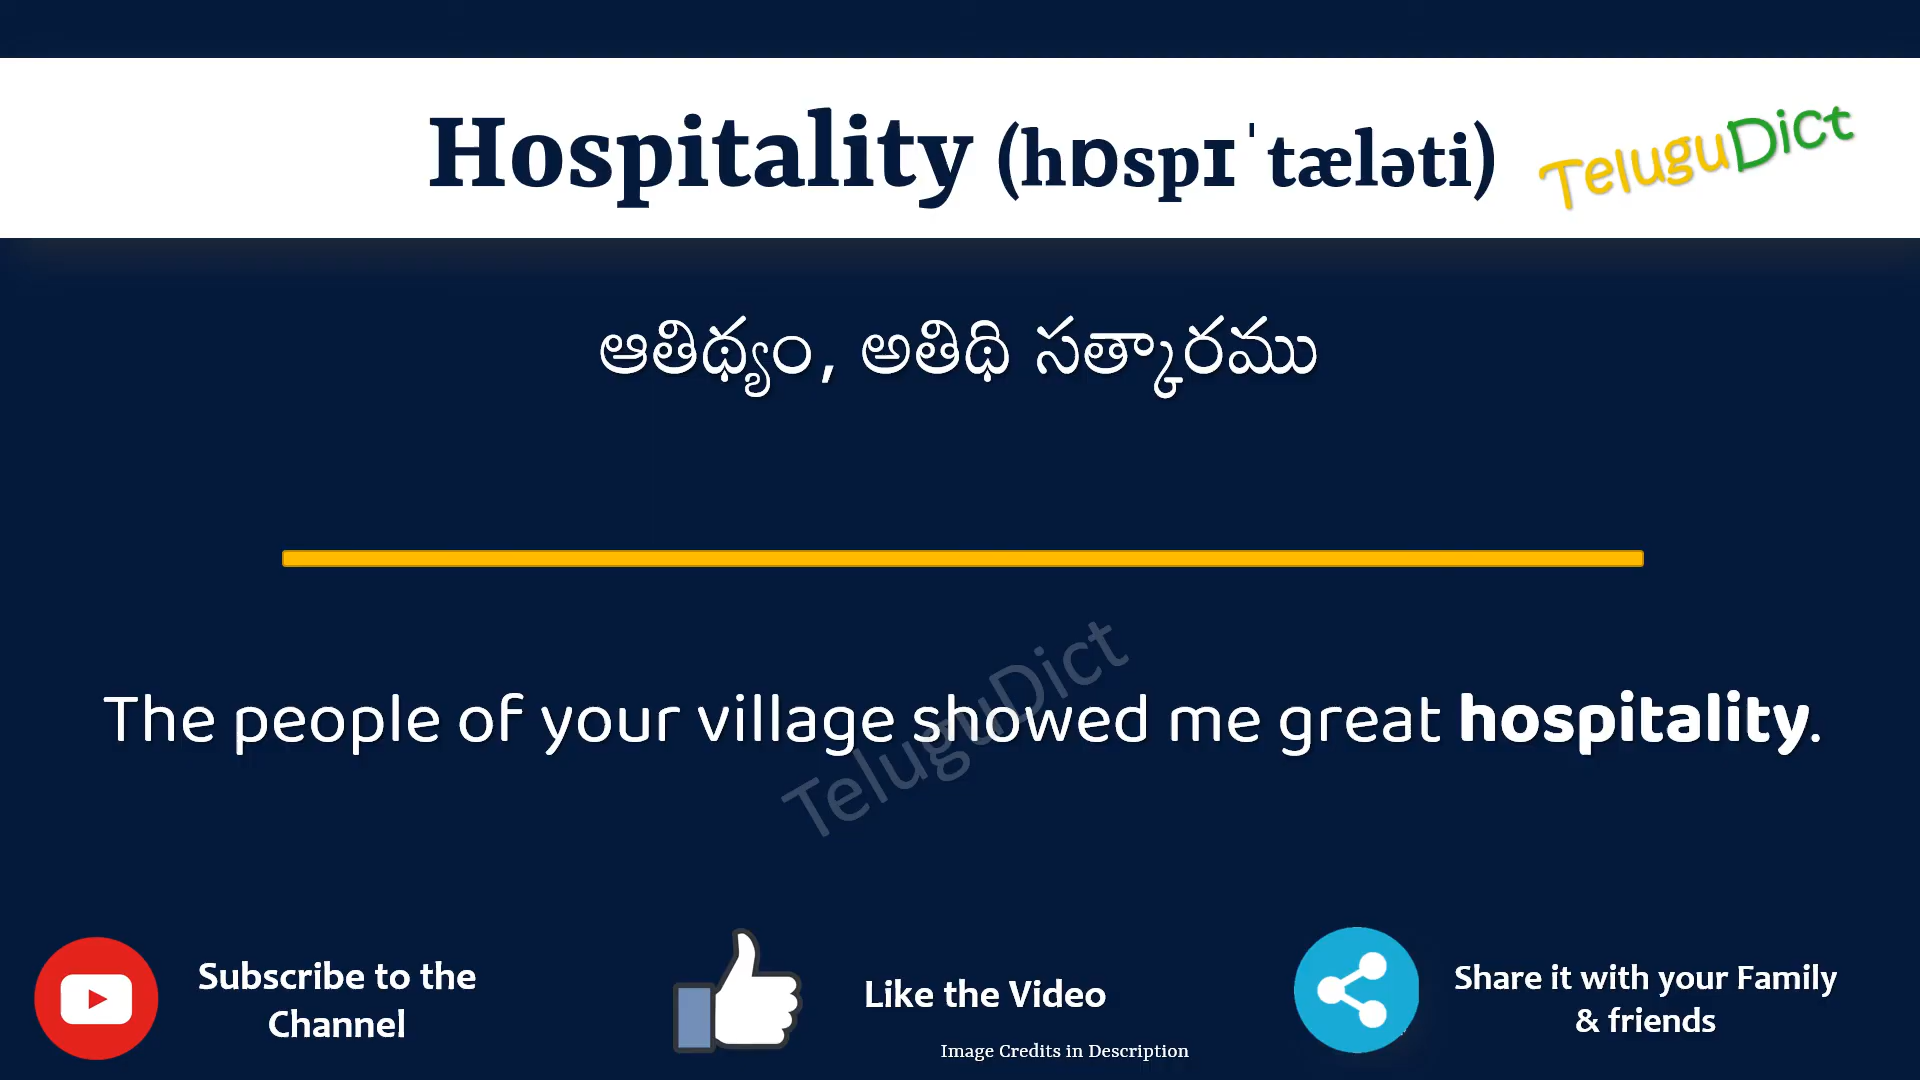 Hospitality (hɒspɪˈtæləti)
TeluguDict
ఆతిథ్యం, అతిథి సత్కారము
The people of your village showed me great hospitality.
TeluguDict
Subscribe to the
Channel
Like the Video
Share it with your Family
& friends
Image Credits in Description